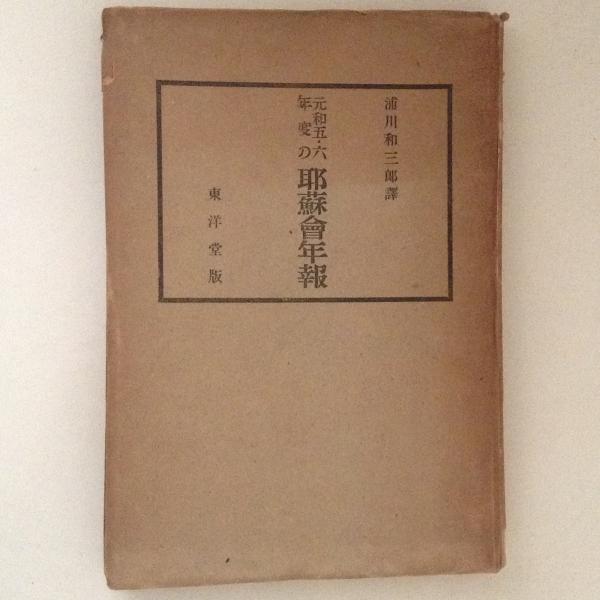 浦川和三郎譯
元和五・六
年度の
耶蘇會年報
東洋堂版